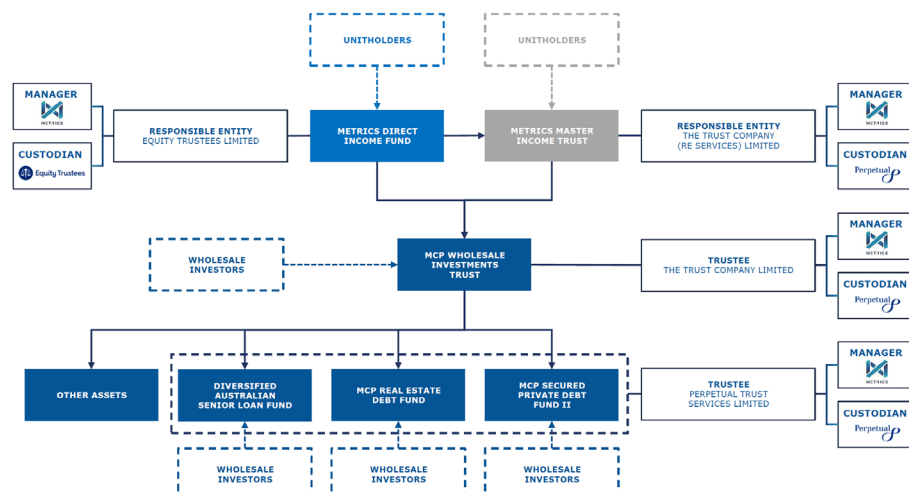 UNITHOLDERS
UNITHOLDERS
MANAGER
METRICS
CUSTODIAN
Equity Trustees
RESPONSIBLE ENTITY
EQUITY TRUSTEES LIMITED
METRICS DIRECT
INCOME FUND
METRICS MASTER
INCOME TRUST
RESPONSIBLE ENTITY
THE TRUST COMPANY
(RE SERVICES) LIMITED
MANAGER
METRICS
CUSTODIAN
Perpetual
WHOLESALE
INVESTORS
MCP WHOLESALE
INVESTMENTS
TRUST
TRUSTEE
THE TRUST COMPANY LIMITED
MANAGER
METRICS
CUSTODIAN
Perpetual
OTHER ASSETS
DIVERSIFIED
AUSTRALIAN
SENIOR LOAN FUND
MCP REAL ESTATE
DEBT FUND
MCP SECURED
PRIVATE DEBT
FUND II
TRUSTEE
PERPETUAL TRUST
SERVICES LIMITED
MANAGER
METRICS
CUSTODIAN
Perpetual
WHOLESALE
INVESTORS
WHOLESALE
INVESTORS
WHOLESALE
INVESTORS